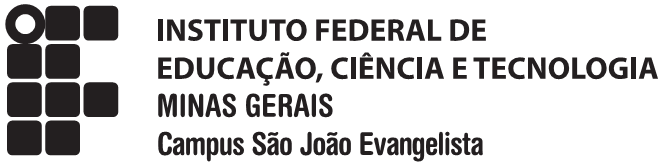 INSTITUTO FEDERAL DE
EDUCAÇÃO, CIÊNCIA E TECNOLOGIA
MINAS GERAIS
Campus São João Evangelista